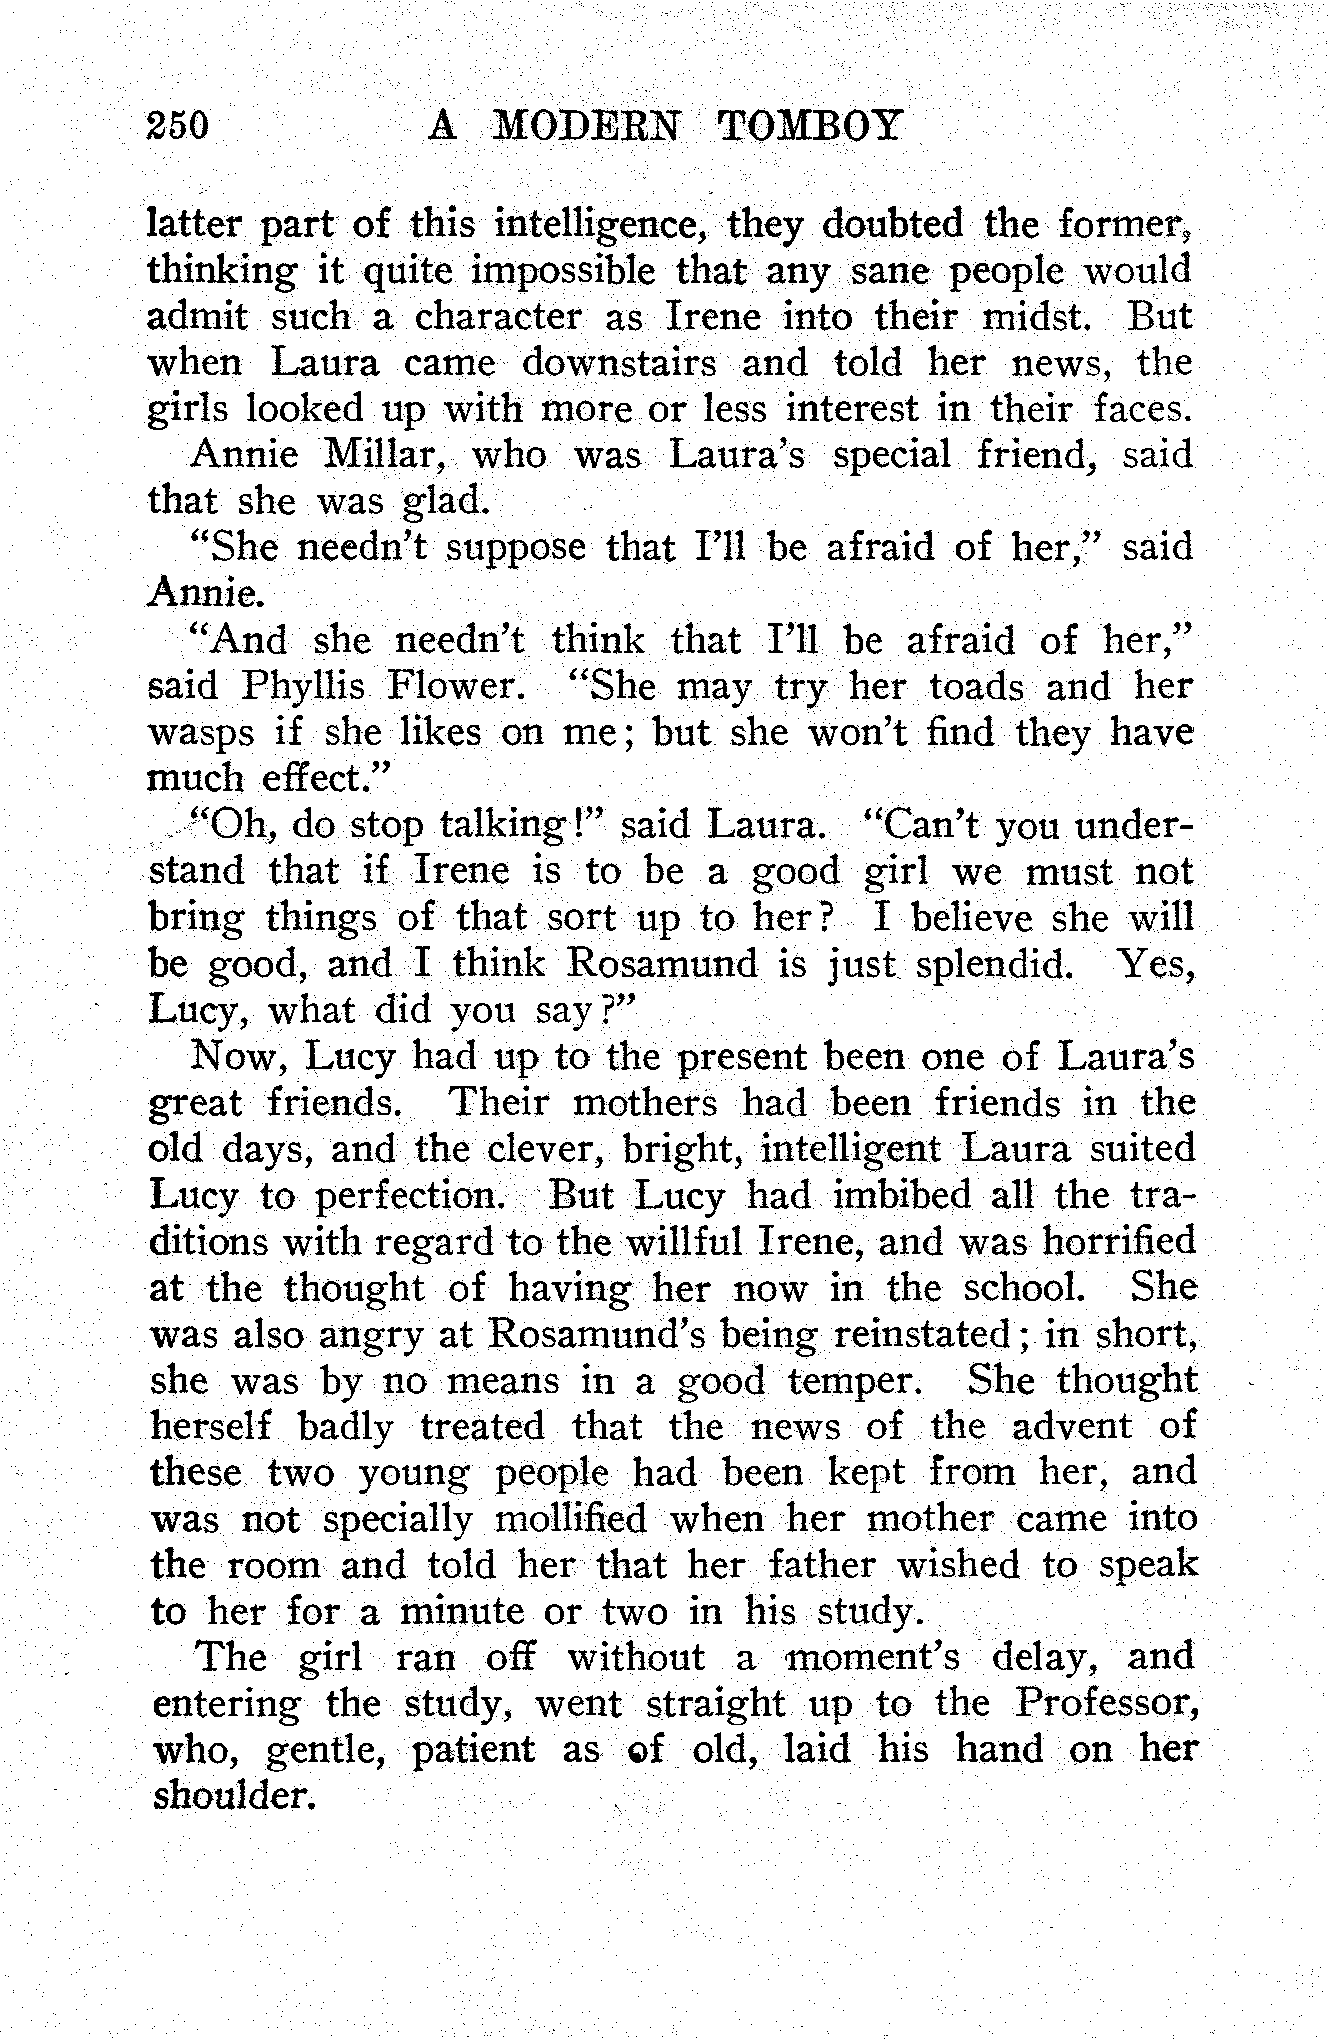 250 A MODERN TOMBOY
latter part of this intelligence, they doubted the former,
thinking it quite impossible that any sane people would
admit such a character as Irene into their midst. But
when Laura came downstairs and told her news, the
girls looked up with more or less interest in their faces.
Annie Millar, who was Laura's special friend, said
that she was glad.
“She needn't suppose that I'll be afraid of her,” said
Annie.
“And she needn't think that I'll be afraid of her,”
said Phyllis Flower. “She may try her toads and her
wasps if she likes on me; but she won't find they have
much effect.”
“Oh, do stop talking!” said Laura. “Can't you under-
stand that if Irene is to be a good girl we must not
bring things of that sort up to her? I believe she will
be good, and I think Rosamund is just splendid. Yes,
Lucy, what did you say?”
Now, Lucy had up to the present been one of Laura's
great friends. Their mothers had been friends in the
old days, and the clever, bright, intelligent Laura suited
Lucy to perfection. But Lucy had imbibed all the tra-
ditions with regard to the willful Irene, and was horrified
at the thought of having her now in the school. She
was also angry at Rosamund's being reinstated; in short,
she was by no means in a good temper. She thought
herself badly treated that the news of the advent of
these two young people had been kept from her, and
was not specially mollified when her mother came into
the room and told her that her father wished to speak
to her for a minute or two in his study.
The girl ran off without a moment's delay, and
entering the study, went straight up to the Professor,
who, gentle, patient as of old, laid his hand on her
shoulder.